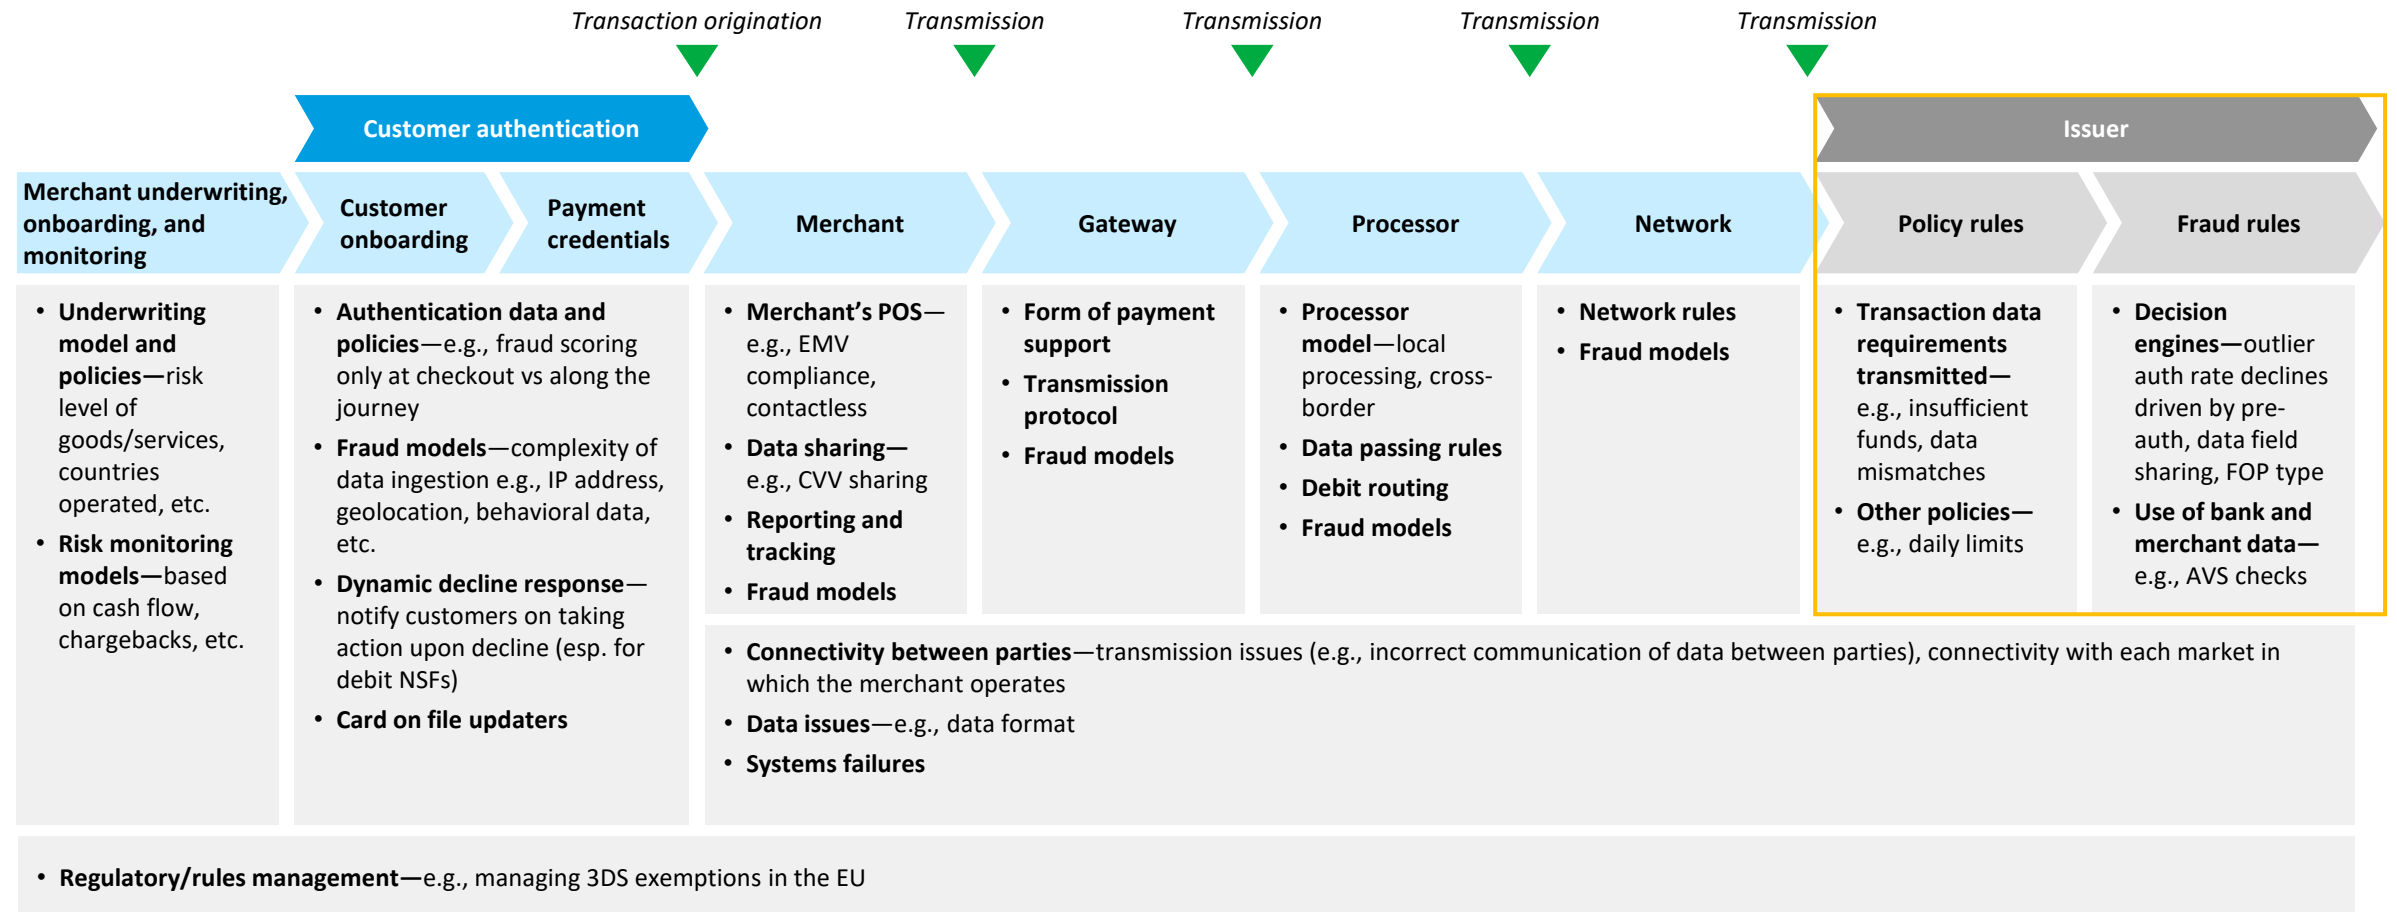 Transaction origination
Transmission
Transmission
Transmission
Transmission
Customer authentication
Issuer
Merchant underwriting,
onboarding, and
monitoring
Customer
onboarding
Payment
credentials
Merchant
Gateway
Processor
Network
Policy rules
Fraud rules
• Underwriting
model and
policies—risk
level of
goods/services,
countries
operated, etc.
• Risk monitoring
models—based
on cash flow,
chargebacks, etc.
• Authentication data and
policies—e.g., fraud scoring
only at checkout vs along the
journey
• Fraud models—complexity of
data ingestion e.g., IP address,
geolocation, behavioral data,
etc.
• Dynamic decline response—
notify customers on taking
action upon decline (esp. for
debit NSFs)
• Card on file updaters
• Merchant’s POS—
e.g., EMV
compliance,
contactless
• Data sharing—
e.g., CVV sharing
• Reporting and
tracking
• Fraud models
• Form of payment
support
• Transmission
protocol
• Fraud models
• Processor
model—local
processing, cross-
border
• Data passing rules
• Debit routing
• Fraud models
• Network rules
• Fraud models
• Transaction data
requirements
transmitted—
e.g., insufficient
funds, data
mismatches
• Other policies—
e.g., daily limits
• Decision
engines—outlier
auth rate declines
driven by pre-
auth, data field
sharing, FOP type
• Use of bank and
merchant data—
e.g., AVS checks
• Connectivity between parties—transmission issues (e.g., incorrect communication of data between parties), connectivity with each market in
which the merchant operates
• Data issues—e.g., data format
• Systems failures
• Regulatory/rules management—e.g., managing 3DS exemptions in the EU